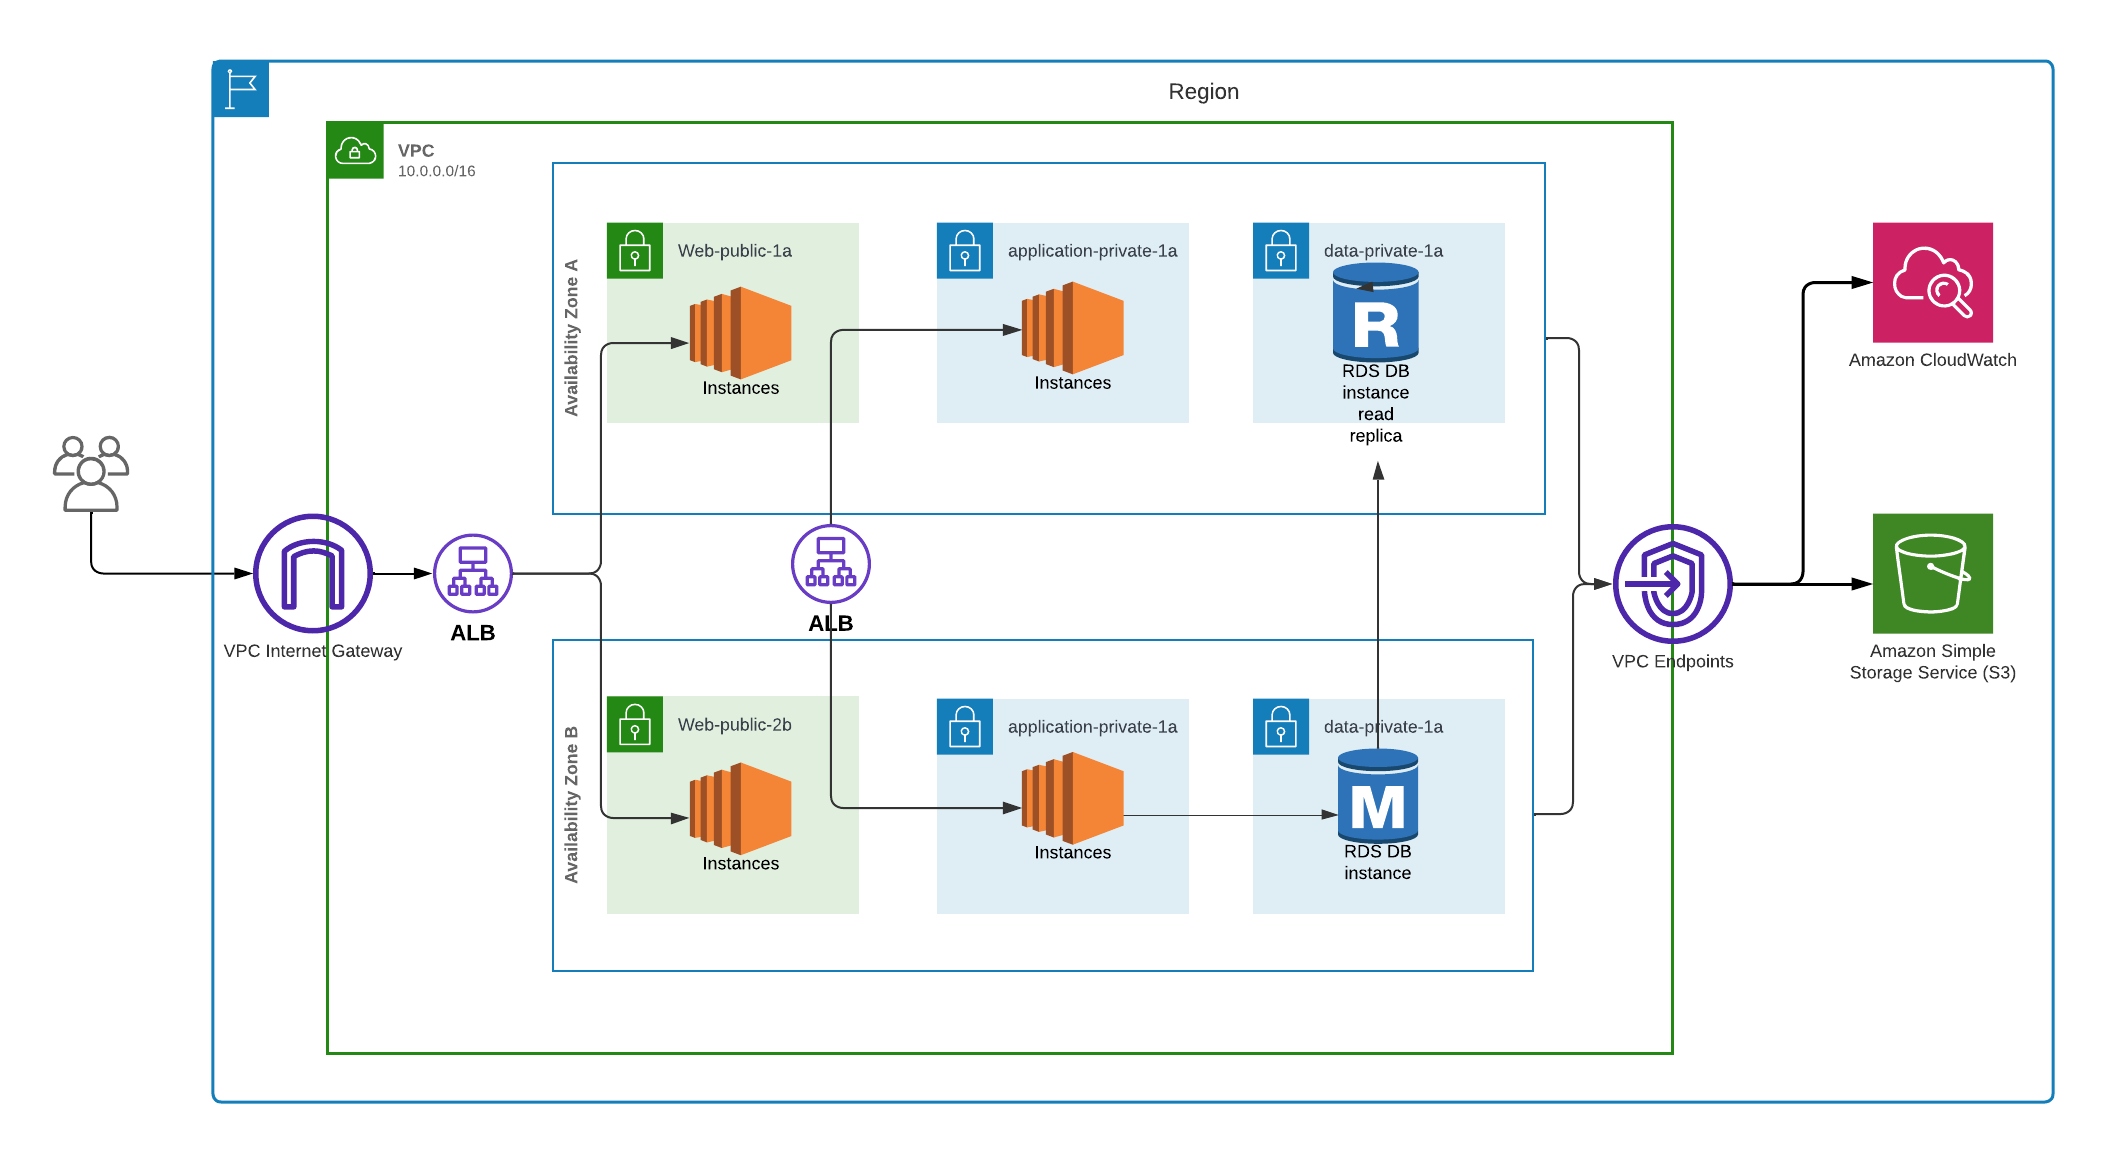 Region
VPC
10.0.0.0/16
Availability Zone A
Web-public-1a
Instances
application-private-1a
Instances
data-private-1a
R
RDS DB
instance
read
replica
Amazon CloudWatch
VPC Internet Gateway
ALB
ALB
VPC Endpoints
Amazon Simple
Storage Service (S3)
Availability Zone B
Web-public-2b
Instances
application-private-1a
Instances
data-private-1a
M
RDS DB
instance